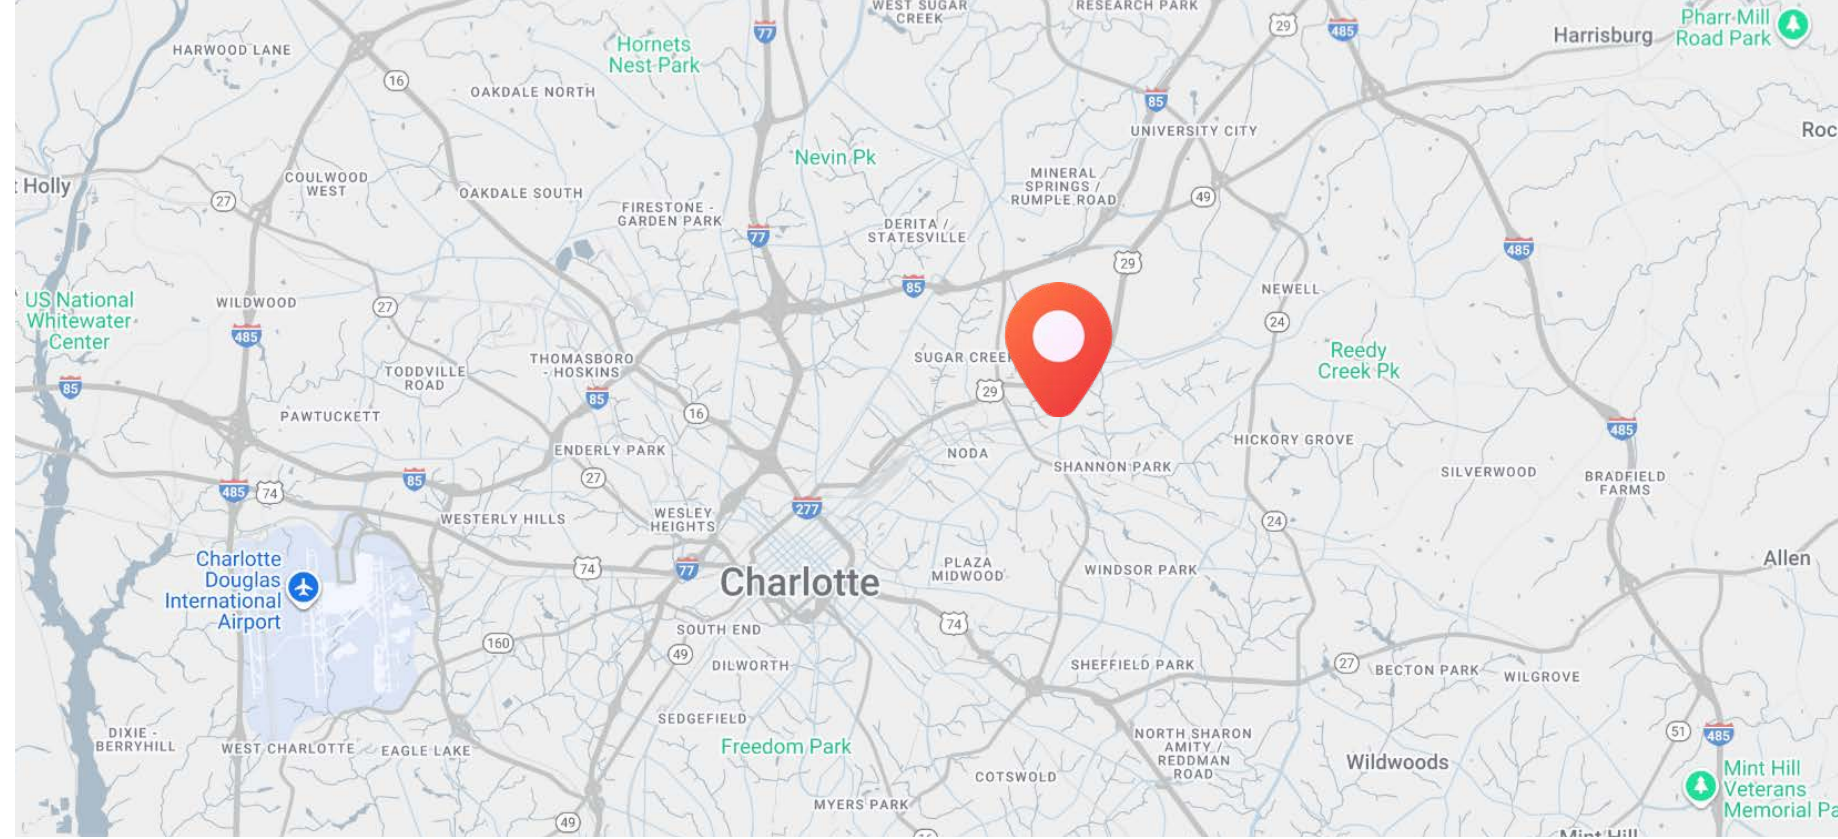 WEST SUGAR
CREEK
RESEARCH PARK
77
29
485
Harrisburg
Pharr Mill
Road Park
HARWOOD LANE
Hornets
Nest Park
16
OAKDALE NORTH
85
UNIVERSITY CITY
Roc
Nevin Pk
: Holly
COULWOOD
WEST
OAKDALE SOUTH
MINERAL
SPRINGS /
RUMPLE ROAD
49
27
FIRESTONE -
GARDEN PARK
DERITA /
STATESVILLE
77
485
29
US National
Whitewater
Center
WILDWOOD
27
85
NEWELL
485
24
THOMASBORO
- HOSKINS
SUGAR CREE
Reedy
Creek Pk
TODDVILLE
ROAD
85
85
29
PAWTUCKETT
16
485
ENDERLY PARK
NODA
HICKORY GROVE
SHANNON PARK
SILVERWOOD
BRADFIELD
FARMS
85
27
485
74
277
WESTERLY HILLS
WESLEY
HEIGHTS
24
Charlotte
Douglas
International
Airport
74
77
Charlotte
PLAZA
MIDWOOD
WINDSOR PARK
Allen
SOUTH END
74
160
49
DILWORTH
SHEFFIELD PARK
27
BECTON PARK
WILGROVE
SEDGEFIELD
DIXIE -
BERRYHILL
WEST CHARLOTTE
EAGLE LAKE
Freedom Park
NORTH SHARON
AMITY /
REDDMAN
ROAD
51
485
Wildwoods
COTSWOLD
Mint Hill
Veterans
Memorial Pa
MYERS PARK
49
16
Mint Hill